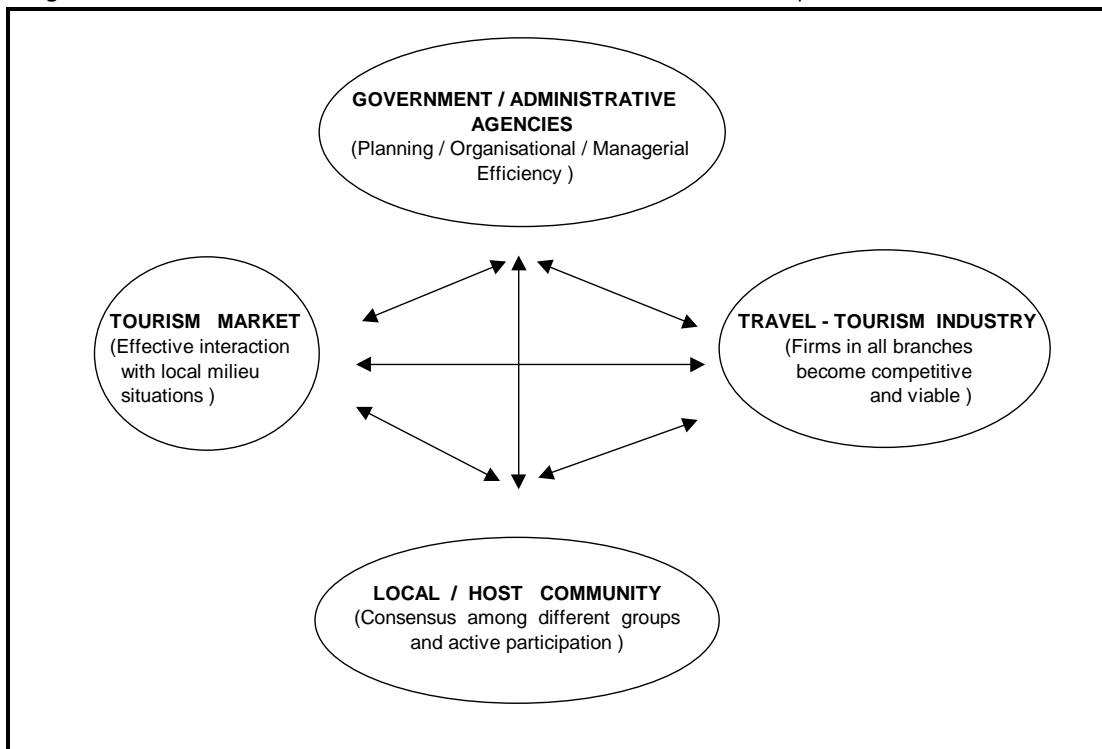 GOVERNMENT / ADMINISTRATIVE
AGENCIES
(Planning / Organisational / Managerial
Efficiency )
TOURISM MARKET
(Effective interaction
with local milieu
situations )
TRAVEL - TOURISM INDUSTRY
(Firms in all branches
become competitive
and viable )
LOCAL / HOST COMMUNITY
(Consensus among different groups
and active participation )